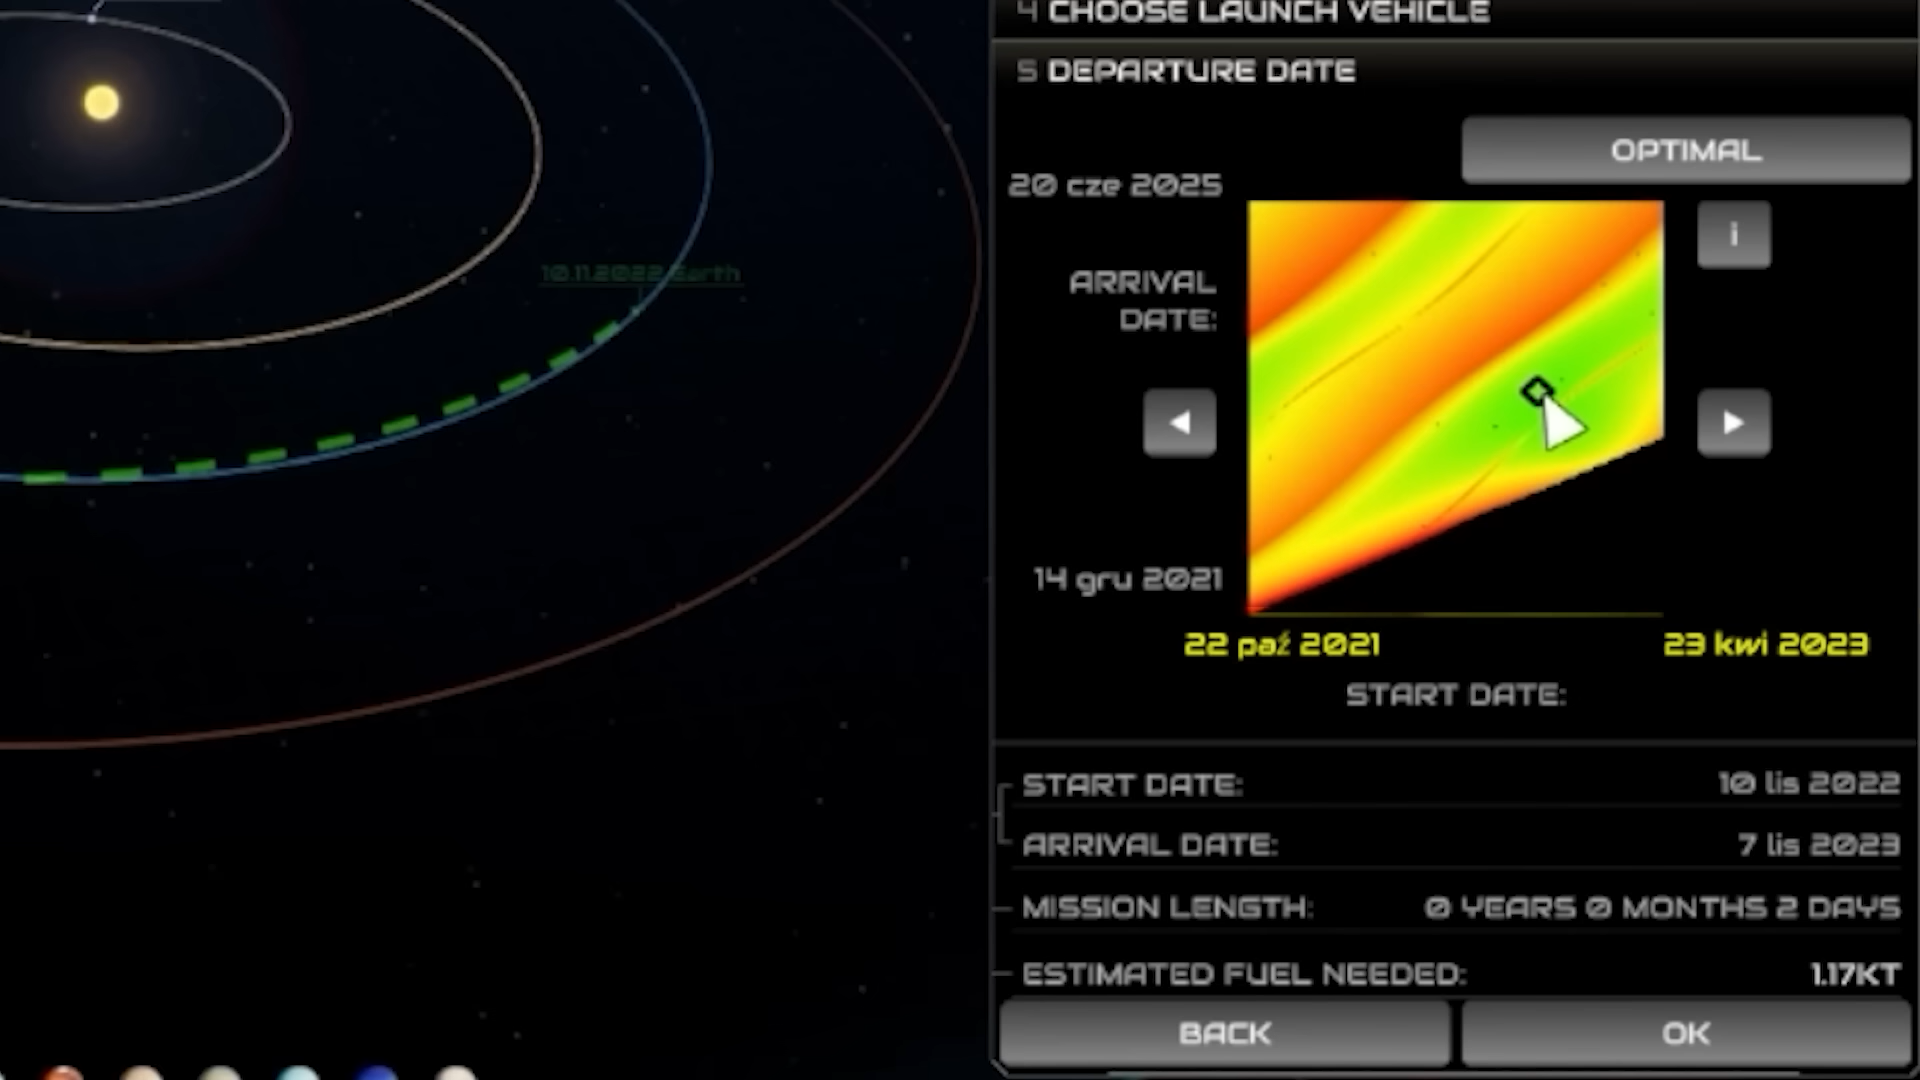 4 CHOOSE LAUNCH VEHICLE
5 DEPARTURE DATE
OPTIMAL
20 cze 2025
i
ARRIVAL
DATE:
10.11.2022 Earth
14 gru 2021
22 paź 2021
23 kwi 2023
START DATE:
START DATE: 10 lis 2022
ARRIVAL DATE: 7 lis 2023
MISSION LENGTH: 0 YEARS 0 MONTHS 2 DAYS
ESTIMATED FUEL NEEDED: 1.17KT
BACK
OK